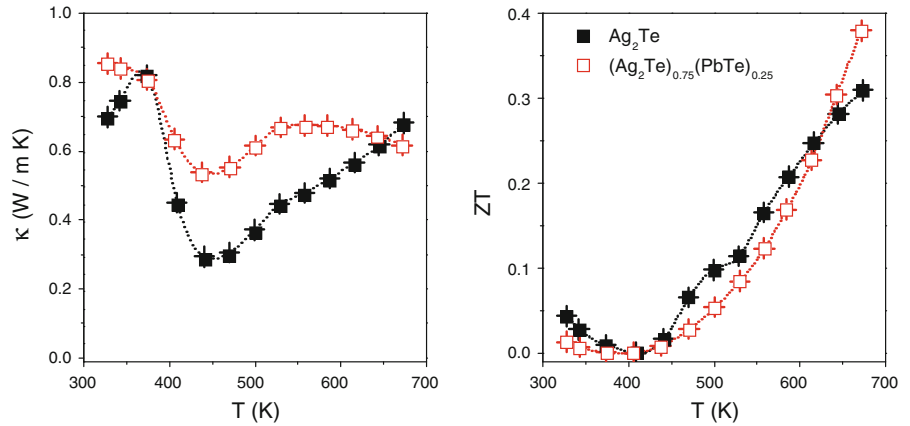 κ (W / m K)
1.0
0.8
0.6
0.4
0.2
0.0
300 400 500 600 700
T (K)
ZT
0.4
0.3
0.2
0.1
0.0
300 400 500 600 700
T (K)
Ag₂Te
(Ag₂Te)₀.₇₅(PbTe)₀.₂₅